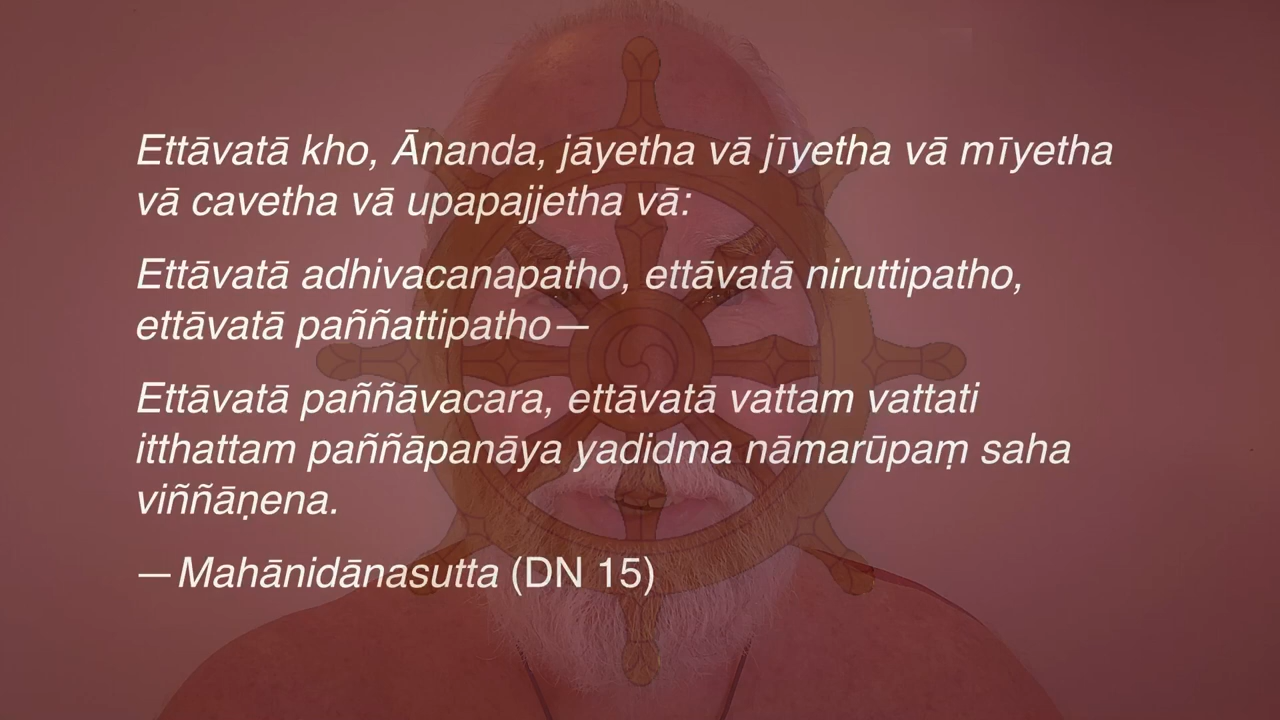 Ettāvatā kho, Ānanda, jāyetha vā jīyetha vā mīyetha
vā cavetha vā upapajjetha vā:
Ettāvatā adhivacanapatho, ettāvatā niruttipatho,
ettāvatā paññattipatho—
Ettāvatā paññāvacara, ettāvatā vattam vattati
itthattam paññāpanāya yadidma nāmarūpaṃ saha
viññāṇena.
— Mahānidānasutta (DN 15)